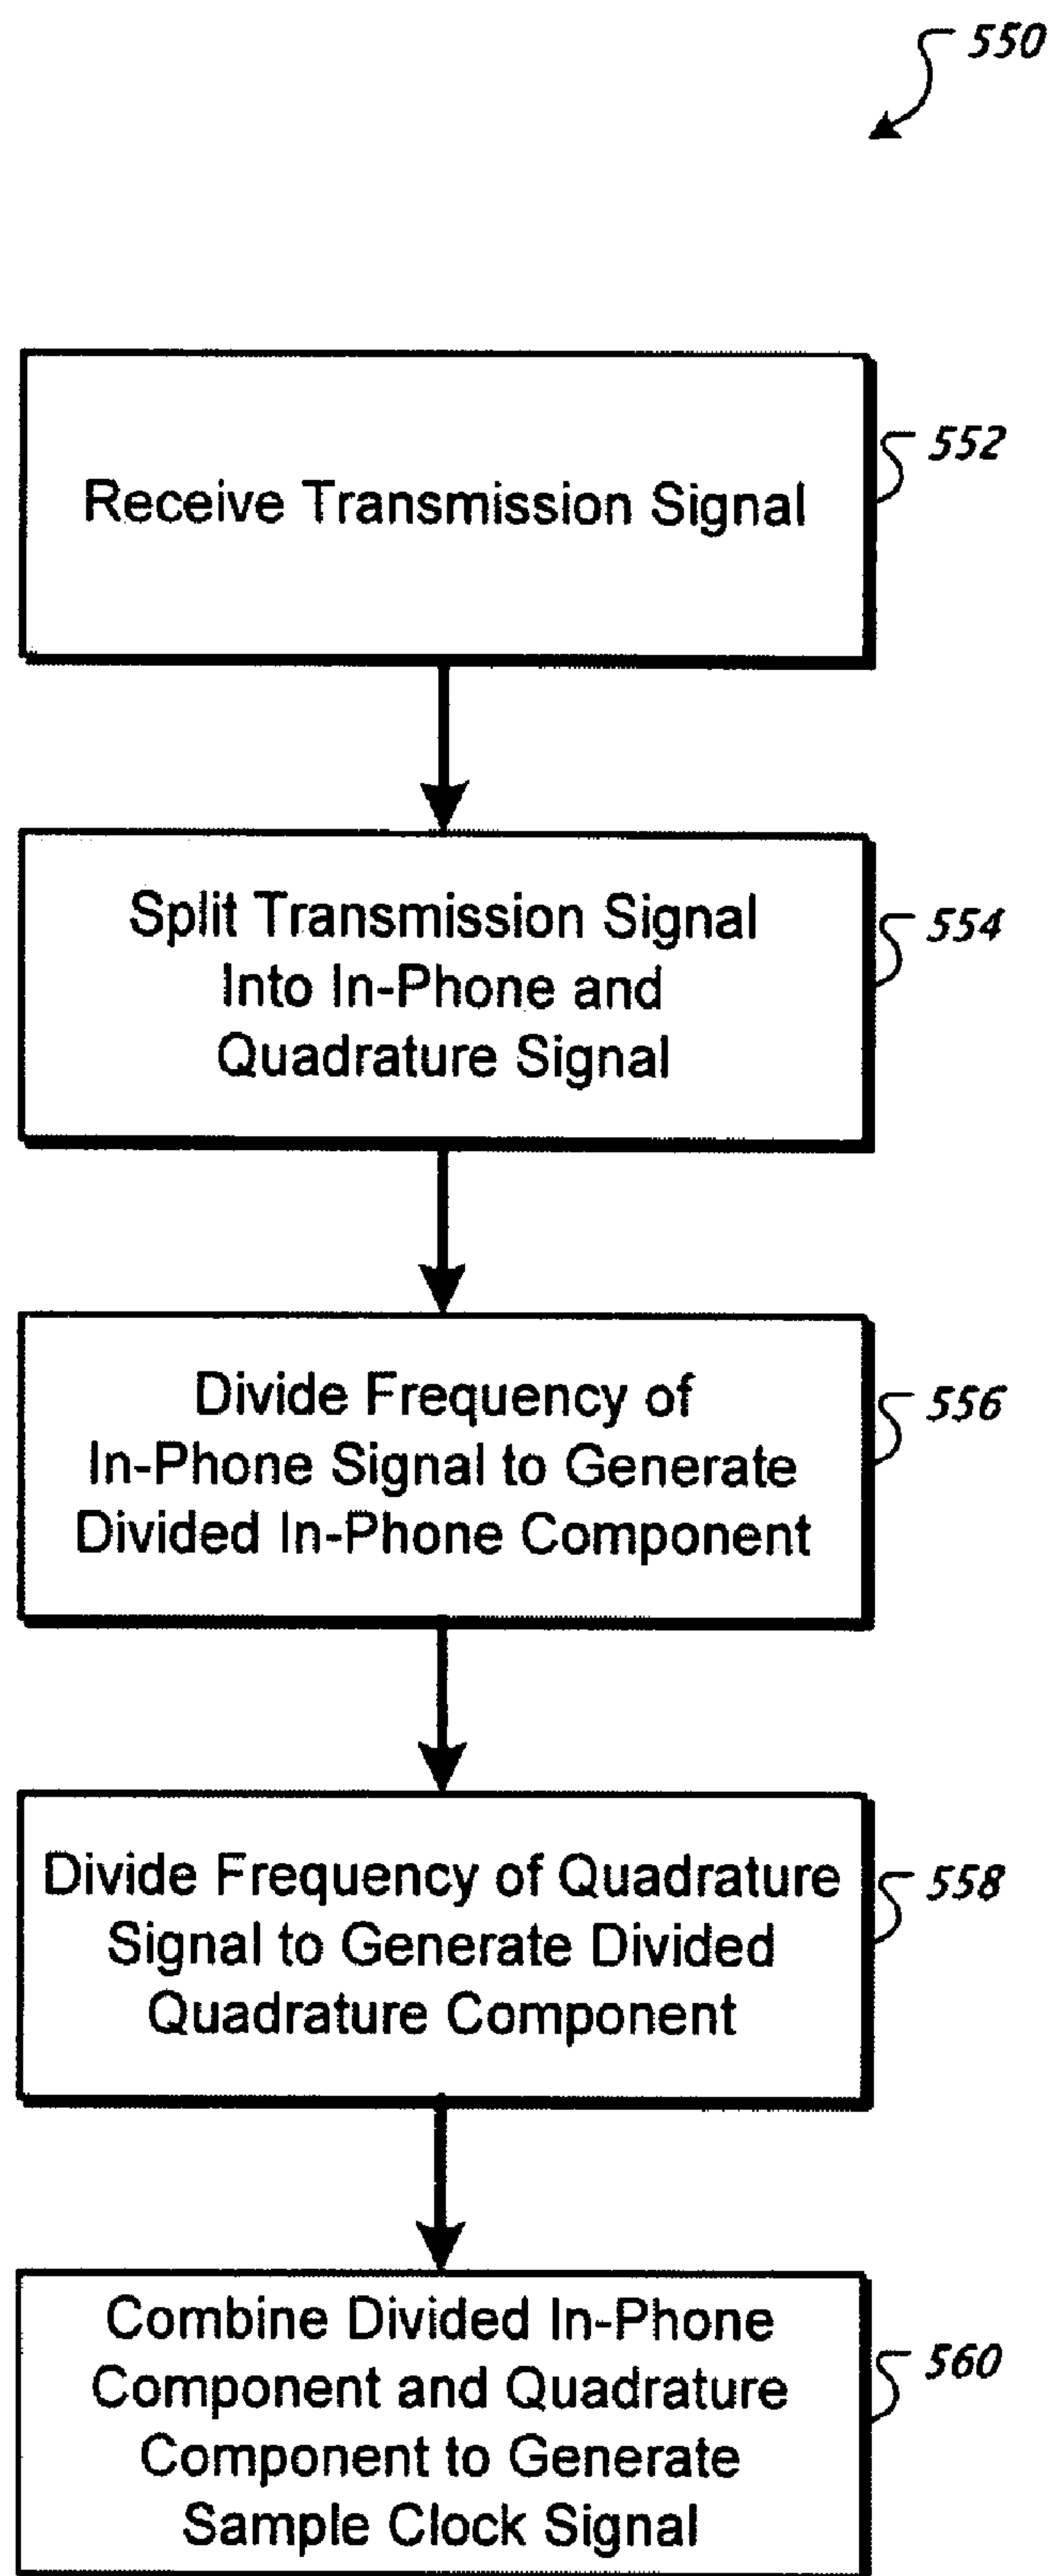 550
Receive Transmission Signal
552
Split Transmission Signal
Into In-Phone and
Quadrature Signal
554
Divide Frequency of
In-Phone Signal to Generate
Divided In-Phone Component
556
Divide Frequency of Quadrature
Signal to Generate Divided
Quadrature Component
558
Combine Divided In-Phone
Component and Quadrature
Component to Generate
Sample Clock Signal
560